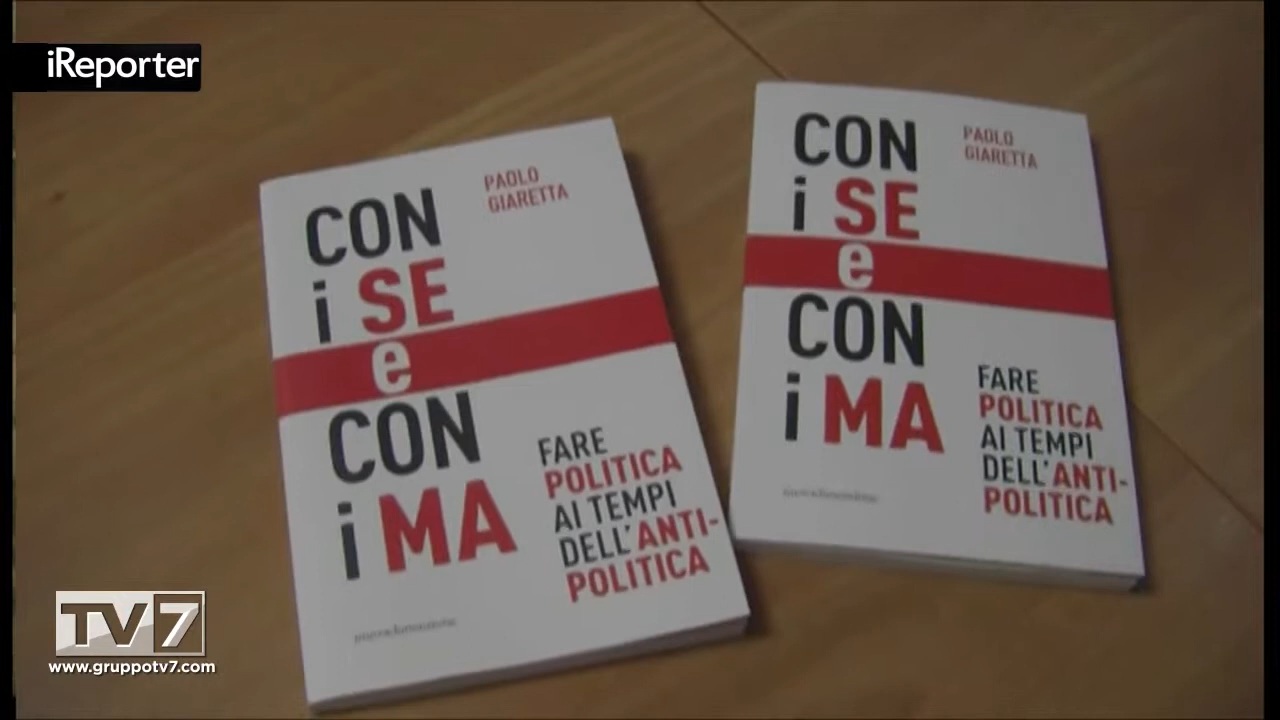 iReporter
CON
i SE
e
CON
i MA
PAOLO
GIARETTA
FARE
POLITICA
AI TEMPI
DELL'ANTI-
POLITICA
CON
i SE
e
CON
i MA
PAOLO
GIARETTA
FARE
POLITICA
AI TEMPI
DELL'ANTI-
POLITICA
TV7
www.gruppotv7.com